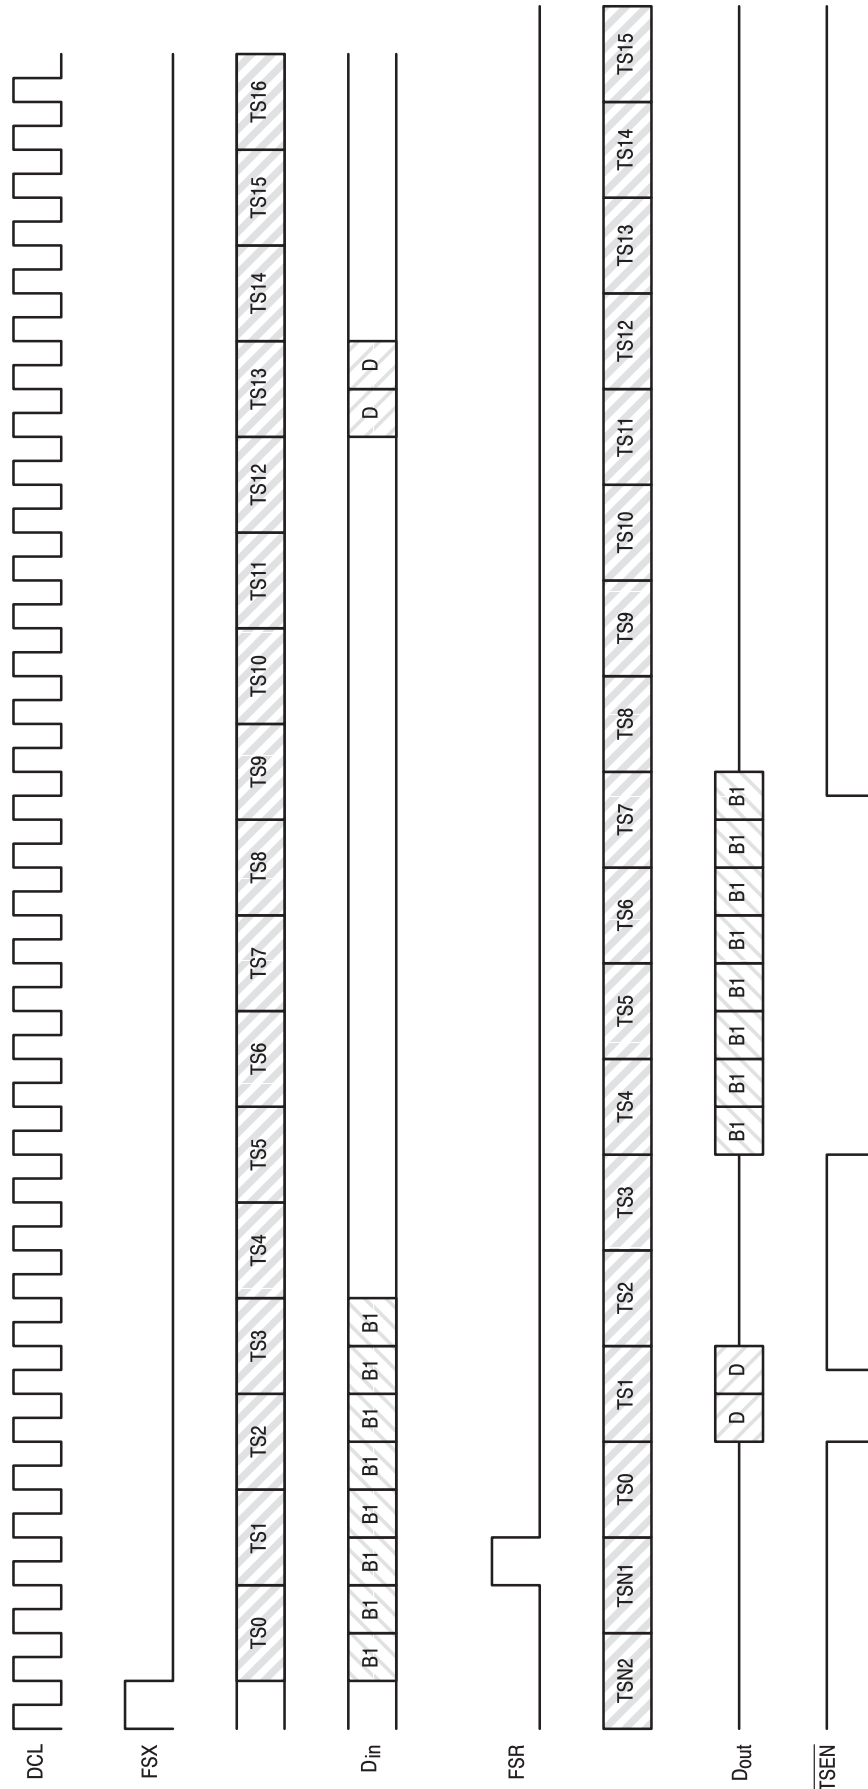 DCL
FSX
TS0 TS1 TS2 TS3 TS4 TS5 TS6 TS7 TS8 TS9 TS10 TS11 TS12 TS13 TS14 TS15 TS16
Din B1 B1 B1 B1 B1 B1 B1 B1 D D
FSR
TSN2 TSN1 TS0 TS1 TS2 TS3 TS4 TS5 TS6 TS7 TS8 TS9 TS10 TS11 TS12 TS13 TS14 TS15
Dout D D B1 B1 B1 B1 B1 B1 B1 B1
TSEN